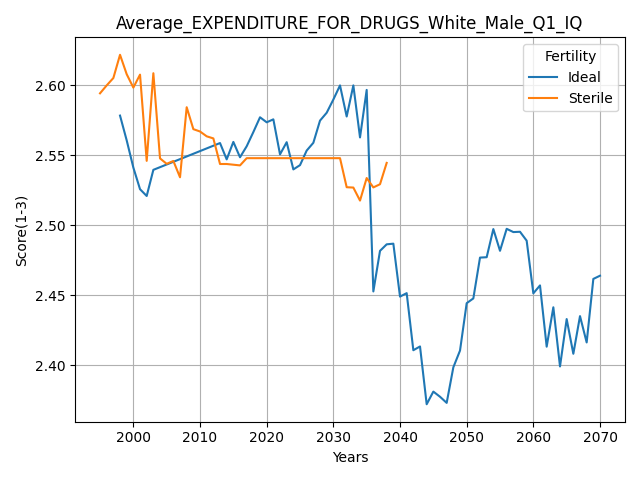 Average_EXPENDITURE_FOR_DRUGS_White_Male_Q1_IQ
Fertility
Ideal
Sterile
Score(1-3)
2.60
2.55
2.50
2.45
2.40
2000 2010 2020 2030 2040 2050 2060 2070
Years